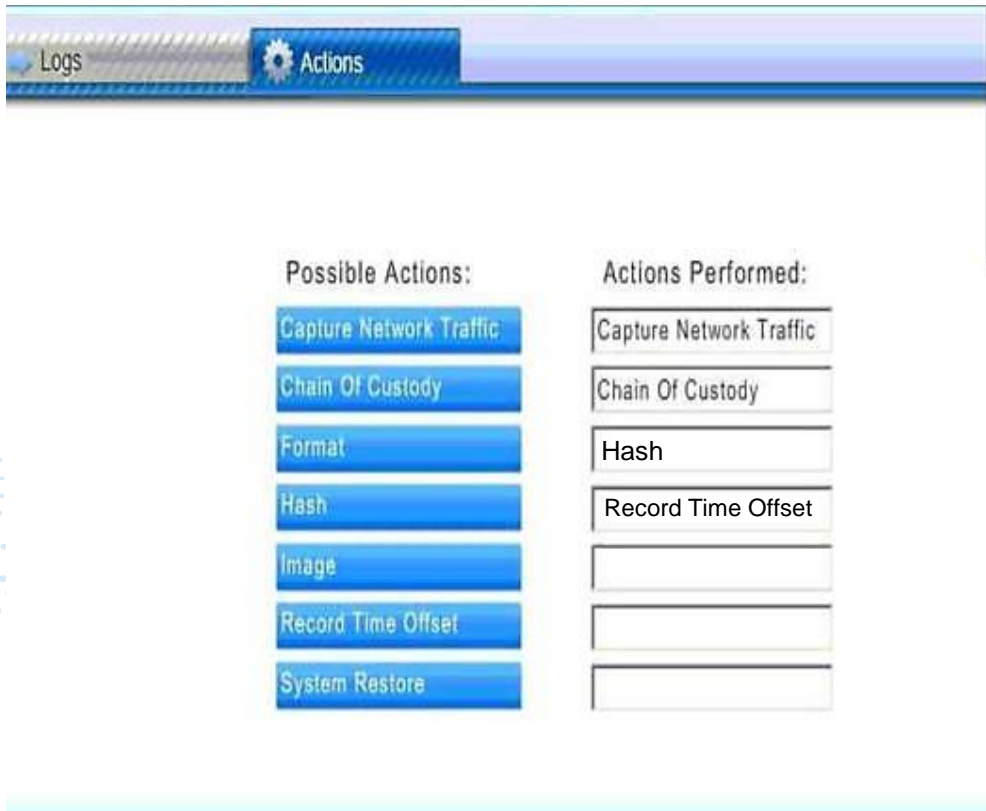 Logs
Actions
Possible Actions:
Actions Performed:
Capture Network Traffic
Capture Network Traffic
Chain Of Custody
Chain Of Custody
Format
Hash
Hash
Record Time Offset
Image
Record Time Offset
System Restore